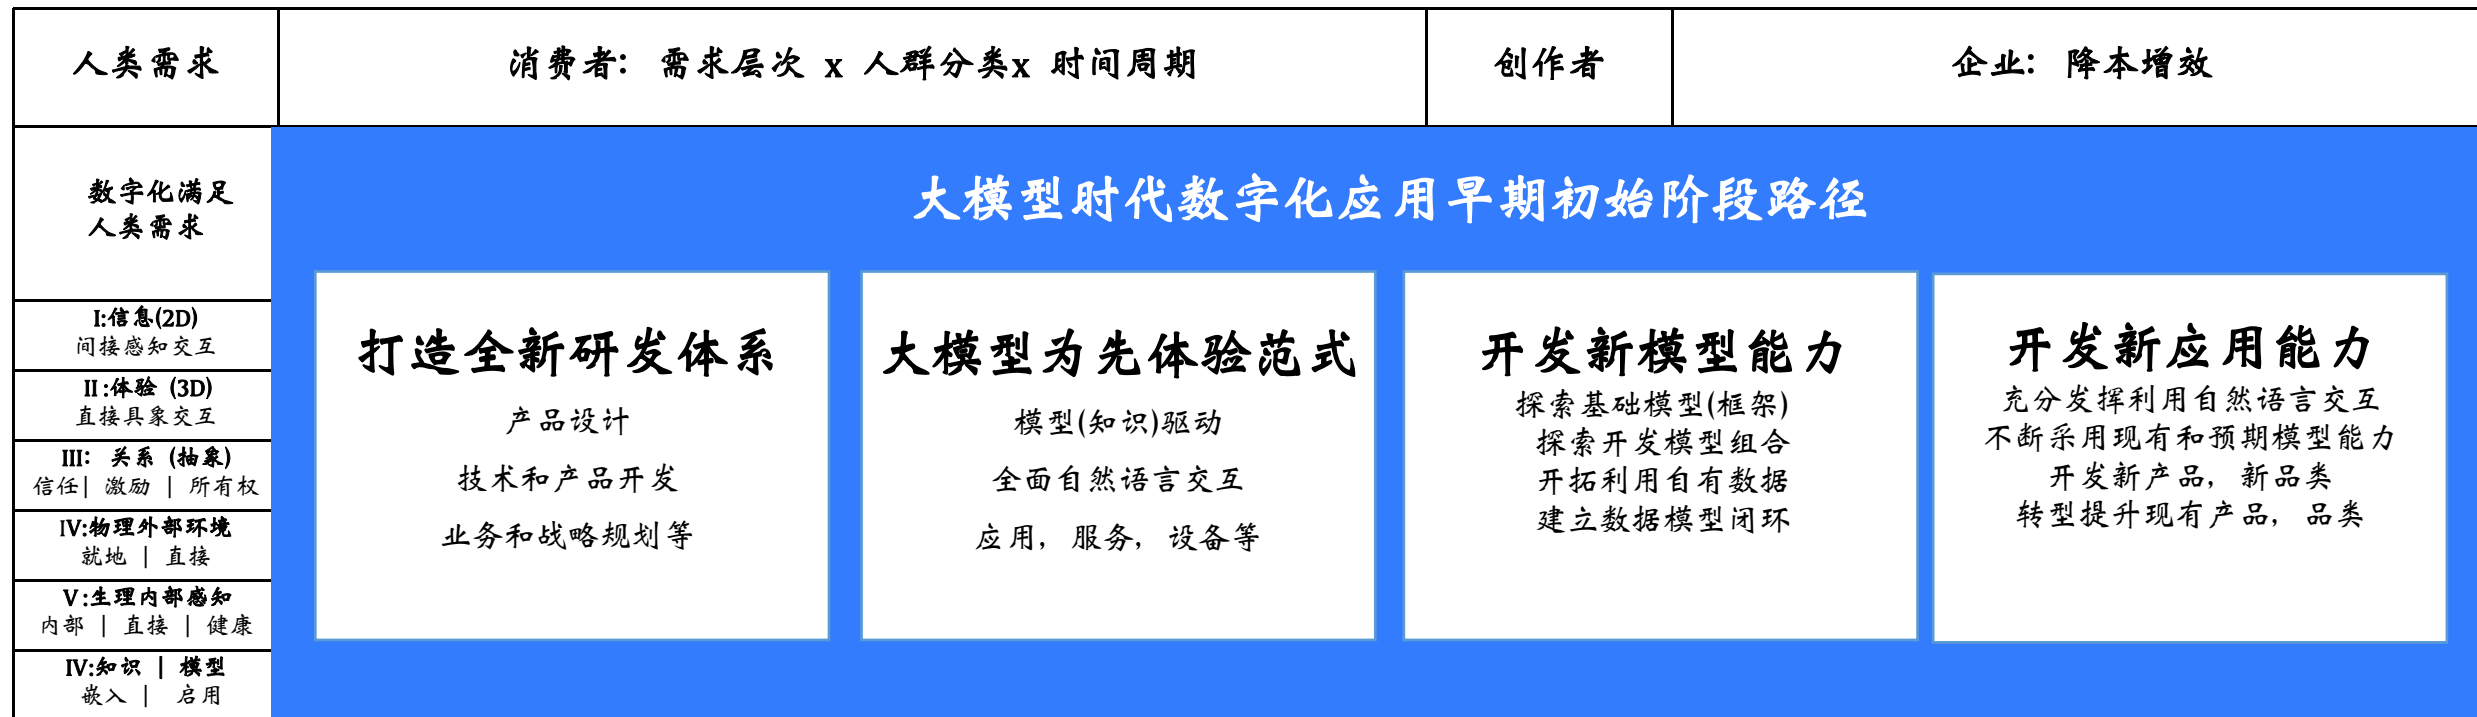 人类需求
消费者: 需求层次 x 人群分类x 时间周期
创作者
企业: 降本增效
数字化满足
人类需求
I:信息(2D)
间接感知交互
II:体验 (3D)
直接具象交互
III: 关系 (抽象)
信任| 激励 | 所有权
IV:物理外部环境
就地 | 直接
V:生理内部感知
内部 | 直接 | 健康
IV:知识 | 模型
嵌入 | 启用
大模型时代数字化应用早期初始阶段路径
打造全新研发体系
产品设计
技术和产品开发
业务和战略规划等
大模型为先体验范式
模型(知识)驱动
全面自然语言交互
应用, 服务, 设备等
开发新模型能力
探索基础模型(框架)
探索开发模型组合
开拓利用自有数据
建立数据模型闭环
开发新应用能力
充分发挥利用自然语言交互
不断采用现有和预期模型能力
开发新产品, 新品类
转型提升现有产品, 品类